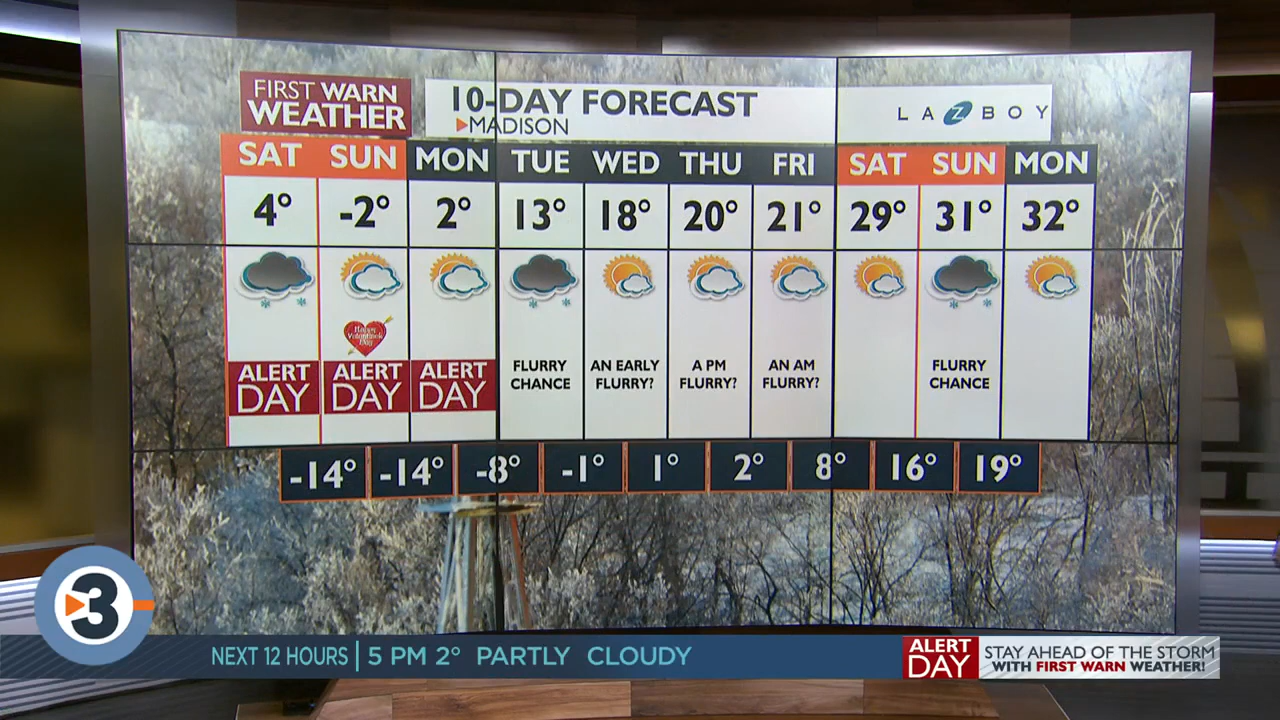 FIRST WARN
WEATHER
10-DAY FORECAST
MADISON
LA Z BOY
SAT SUN MON TUE WED THU FRI SAT SUN MON
4° -2° 2° 13° 18° 20° 21° 29° 31° 32°
Happy
Valentine's
Day
ALERT
DAY
ALERT
DAY
ALERT
DAY
FLURRY
CHANCE
AN EARLY
FLURRY?
A PM
FLURRY?
AN AM
FLURRY?
FLURRY
CHANCE
-14° -14° -8° -1° 1° 2° 8° 16° 19°
3
NEXT 12 HOURS | 5 PM 2° PARTLY CLOUDY
ALERT
DAY
STAY AHEAD OF THE STORM
WITH FIRST WARN WEATHER!